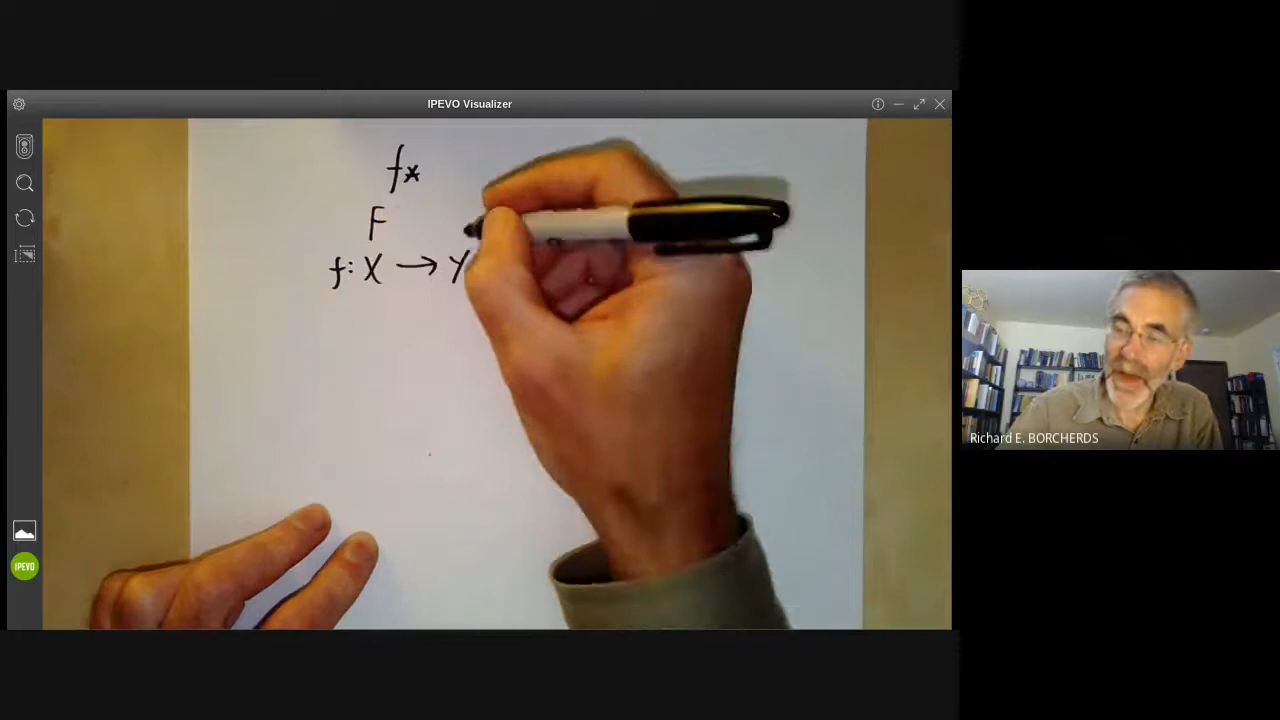 IPEVO Visualizer
f*
F
f: X → Y
IPEVO
Richard E. BORCHERDS